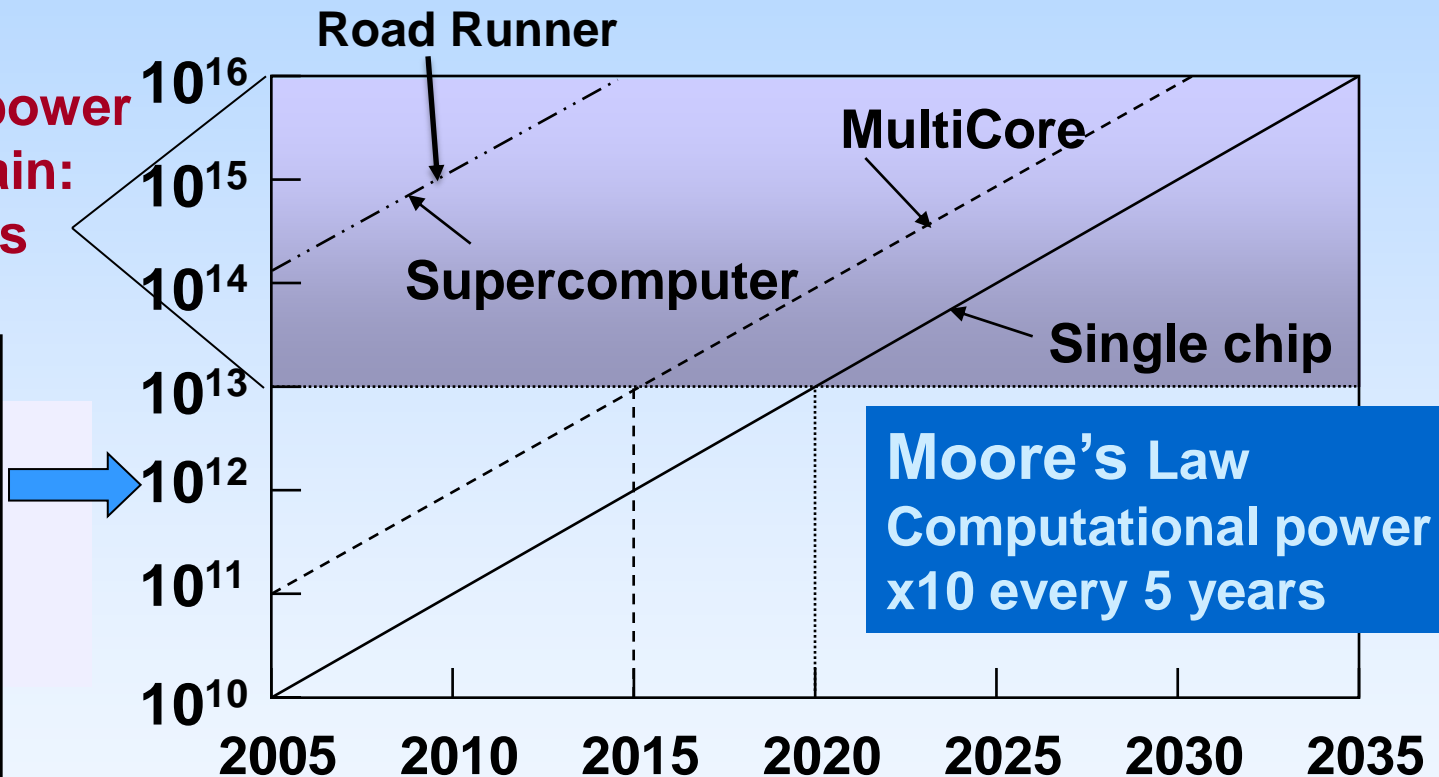 Road Runner
power
ain:
s
10¹⁶
10¹⁵
10¹⁴
10¹³
10¹²
10¹¹
10¹⁰
MultiCore
Supercomputer
Single chip
Moore’s Law
Computational power
x10 every 5 years
2005 2010 2015 2020 2025 2030 2035